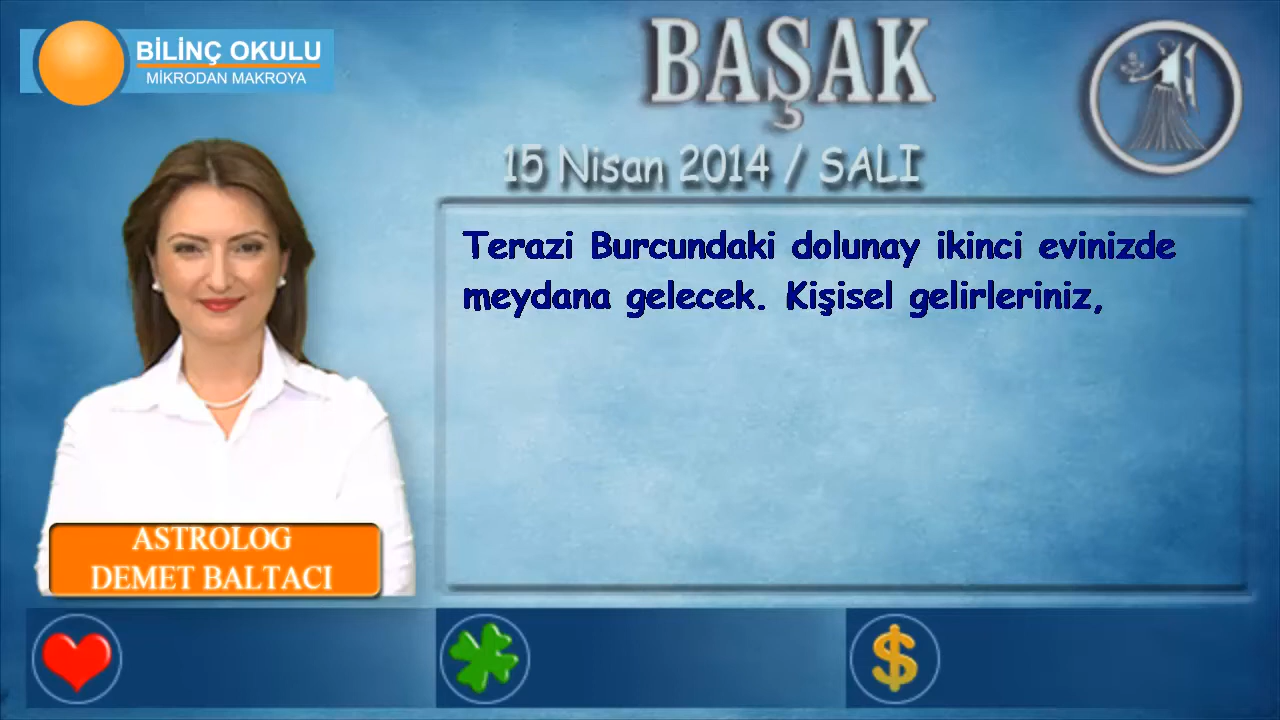 BİLİNÇ OKULU
MİKRODAN MAKROYA
BAŞAK
15 Nisan 2014 / SALI
Terazi Burcundaki dolunay ikinci evinizde
meydana gelecek. Kişisel gelirleriniz,
ASTROLOG
DEMET BALTACI
$